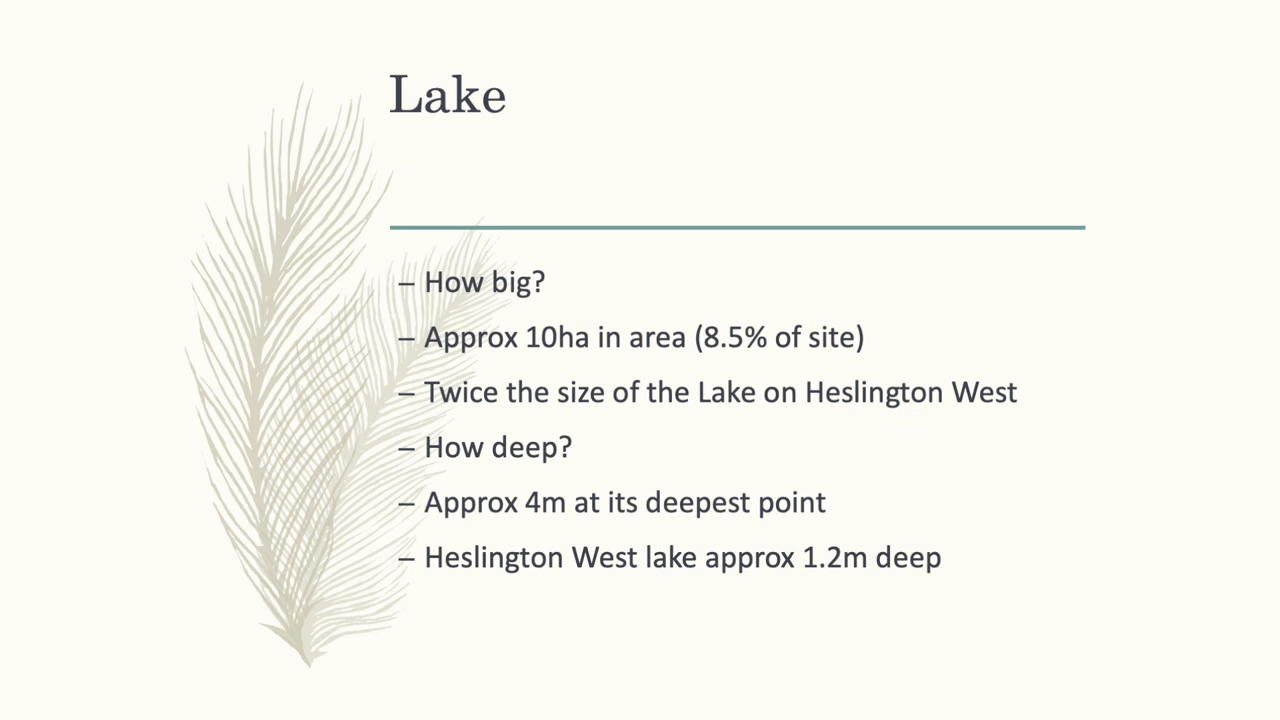 Lake
– How big?
– Approx 10ha in area (8.5% of site)
– Twice the size of the Lake on Heslington West
– How deep?
– Approx 4m at its deepest point
– Heslington West lake approx 1.2m deep